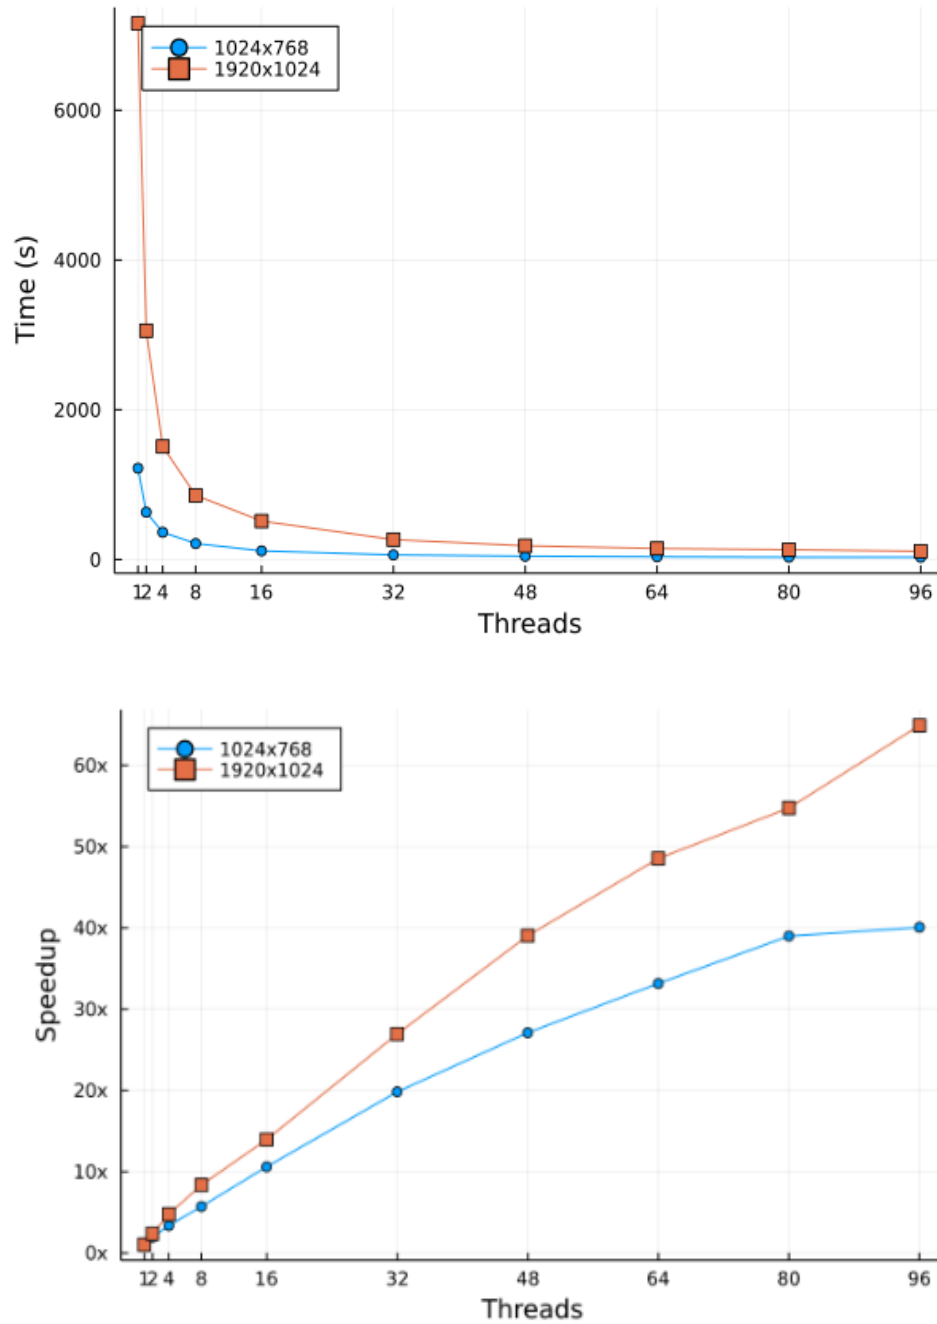 1024x768
1920x1024
6000
4000
2000
0
Time (s)
1 2 4 8 16 32 48 64 80 96
Threads
1024x768
1920x1024
60x
50x
40x
30x
20x
10x
0x
Speedup
1 2 4 8 16 32 48 64 80 96
Threads